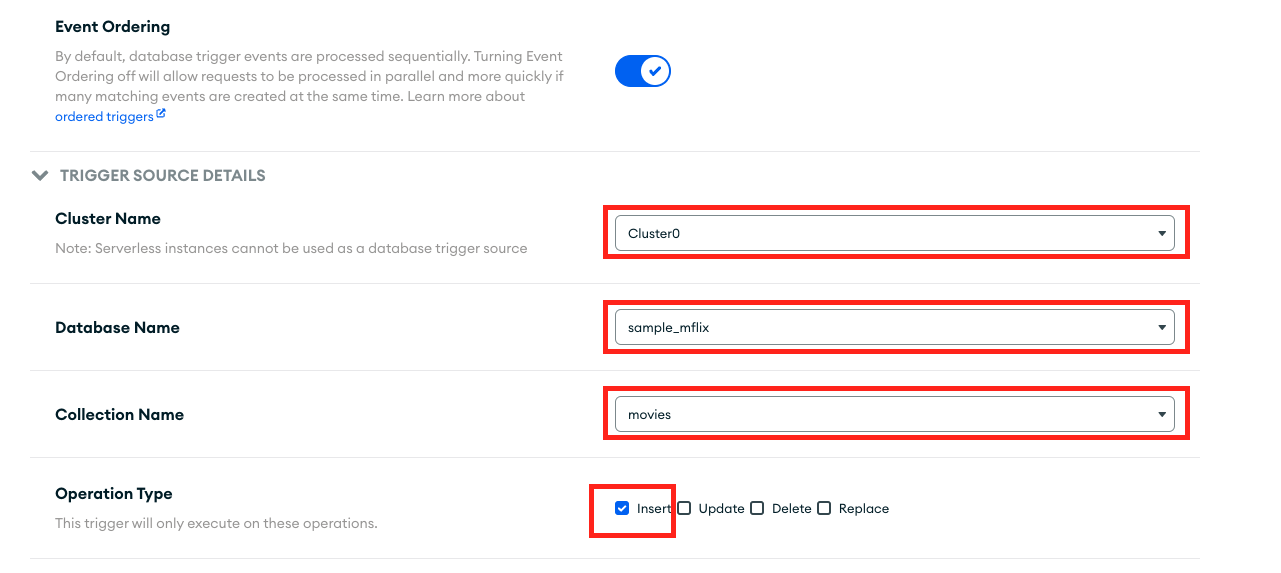 Event Ordering
By default, database trigger events are processed sequentially. Turning Event
Ordering off will allow requests to be processed in parallel and more quickly if
many matching events are created at the same time. Learn more about
ordered triggers
TRIGGER SOURCE DETAILS
Cluster Name
Note: Serverless instances cannot be used as a database trigger source
Cluster0
Database Name
sample_mflix
Collection Name
movies
Operation Type
This trigger will only execute on these operations.
Insert Update Delete Replace